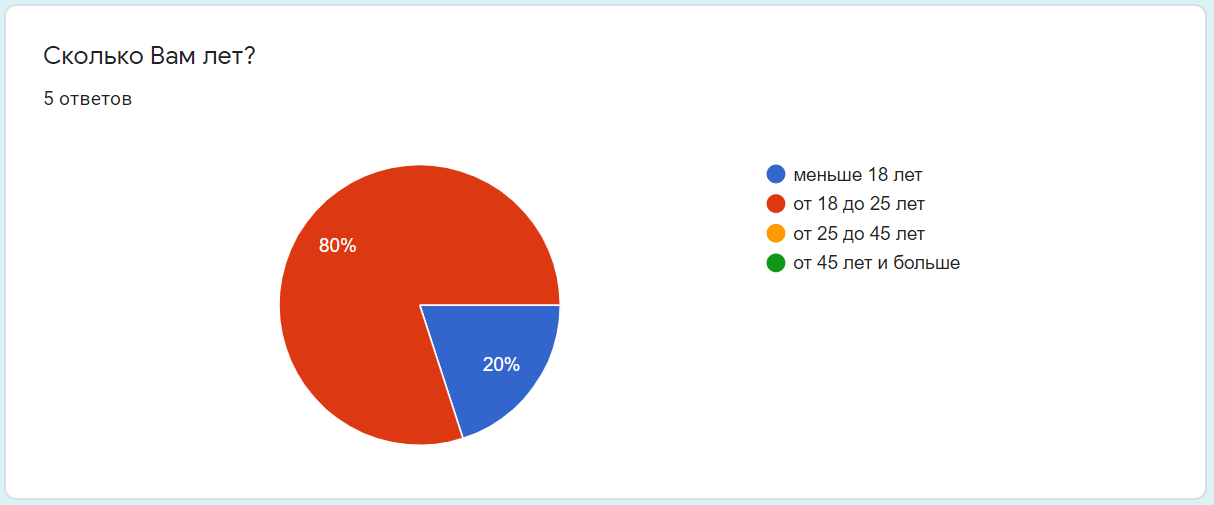 Сколько Вам лет?
5 ответов
80%
20%
меньше 18 лет
от 18 до 25 лет
от 25 до 45 лет
от 45 лет и больше